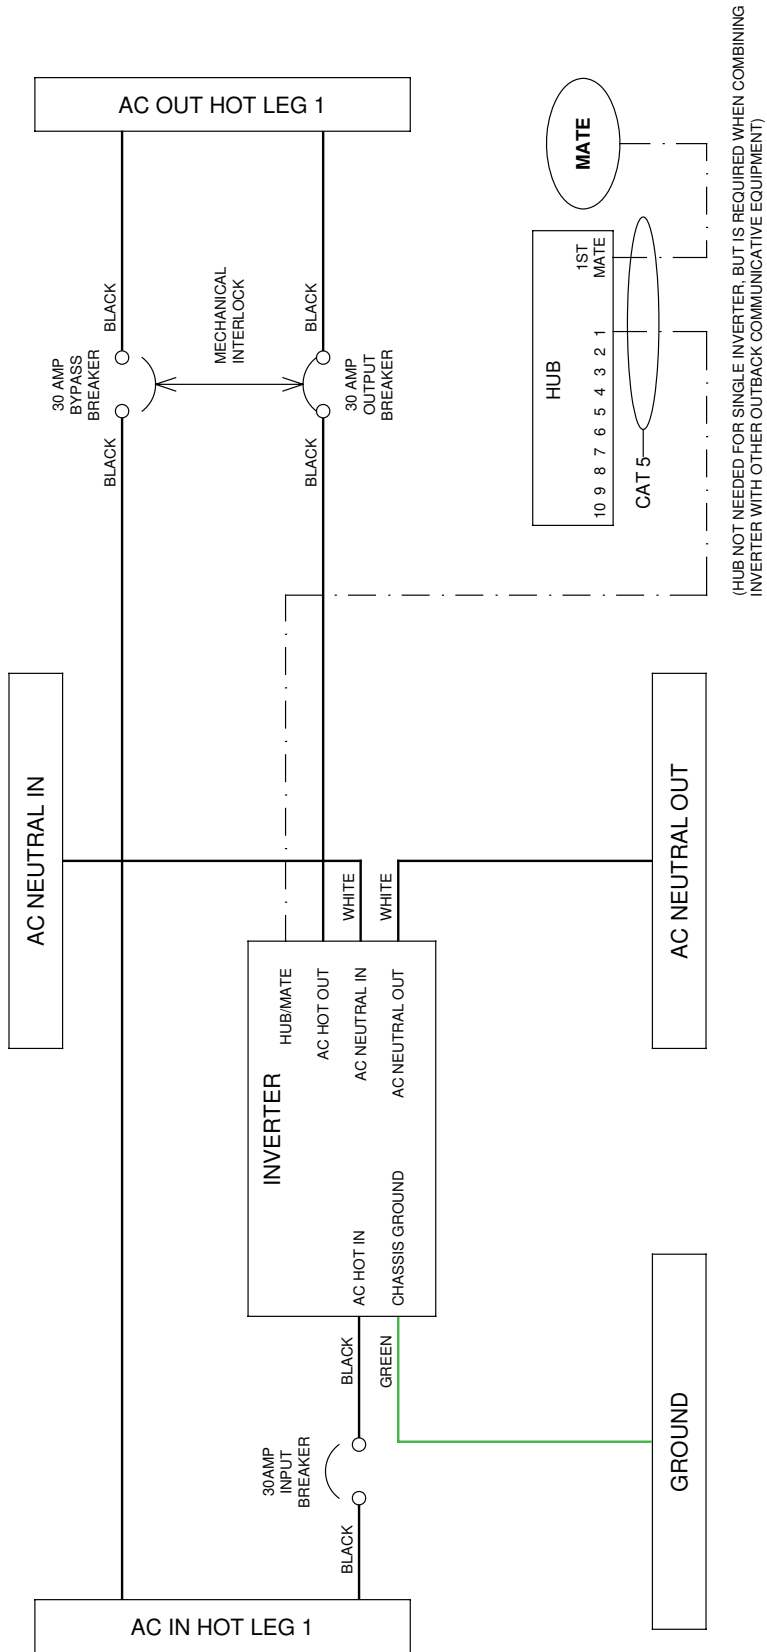 AC OUT HOT LEG 1
BLACK
BLACK
30 AMP
BYPASS
BREAKER
MECHANICAL
INTERLOCK
30 AMP
OUTPUT
BREAKER
BLACK
BLACK
MATE
HUB
1ST
MATE
10 9 8 7 6 5 4 3 2 1
CAT 5
(HUB NOT NEEDED FOR SINGLE INVERTER, BUT IS REQUIRED WHEN COMBINING
INVERTER WITH OTHER OUTBACK COMMUNICATIVE EQUIPMENT)
AC NEUTRAL IN
WHITE
WHITE
AC NEUTRAL OUT
INVERTER
HUB/MATE
AC HOT OUT
AC NEUTRAL IN
AC NEUTRAL OUT
AC HOT IN
CHASSIS GROUND
BLACK
GREEN
30AMP
INPUT
BREAKER
BLACK
GROUND
AC IN HOT LEG 1